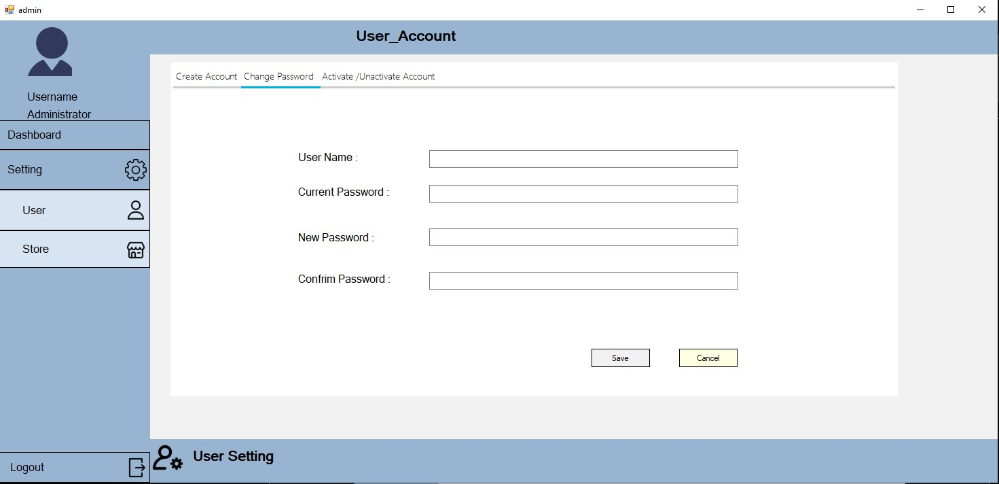 admin
User_Account
Username
Administrator
Dashboard
Setting
User
Store
Logout
Create Account Change Password Activate /Unactivate Account
User Name :
Current Password :
New Password :
Confrim Password :
Save Cancel
User Setting